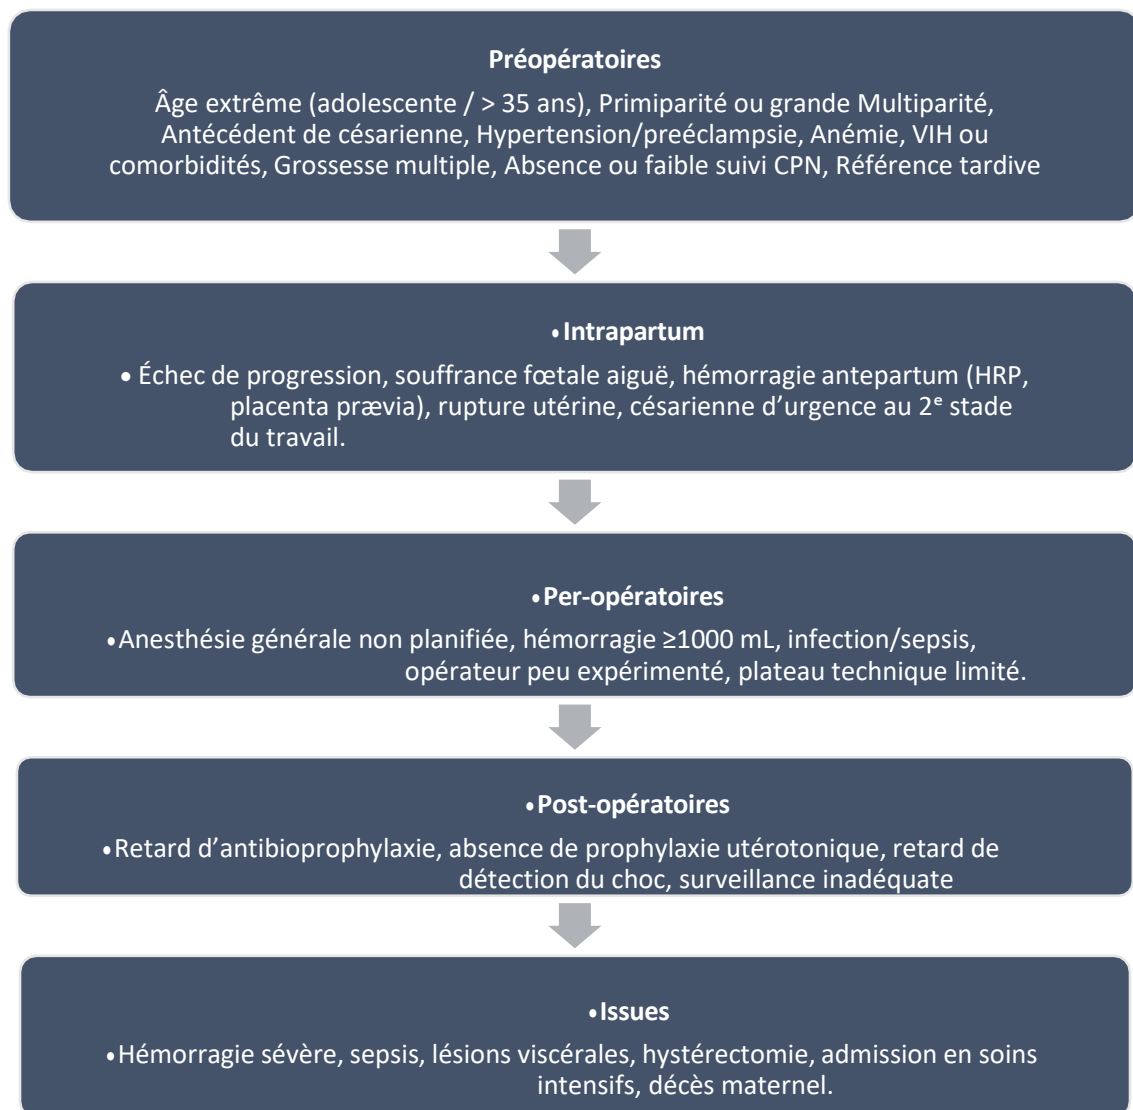 Préopératoires
Âge extrême (adolescente / > 35 ans), Primiparité ou grande Multiparité,
Antécédent de césarienne, Hypertension/preéclampsie, Anémie, VIH ou
comorbidités, Grossesse multiple, Absence ou faible suivi CPN, Référence tardive
•Intrapartum
• Échec de progression, souffrance fœtale aiguë, hémorragie antepartum (HRP,
placenta prævia), rupture utérine, césarienne d’urgence au 2ᵉ stade
du travail.
•Per-opératoires
•Anesthésie générale non planifiée, hémorragie ≥1000 mL, infection/sepsis,
opérateur peu expérimenté, plateau technique limité.
•Post-opératoires
•Retard d’antibioprophylaxie, absence de prophylaxie utérotonique, retard de
détection du choc, surveillance inadéquate
•Issues
•Hémorragie sévère, sepsis, lésions viscérales, hystérectomie, admission en soins
intensifs, décès maternel.